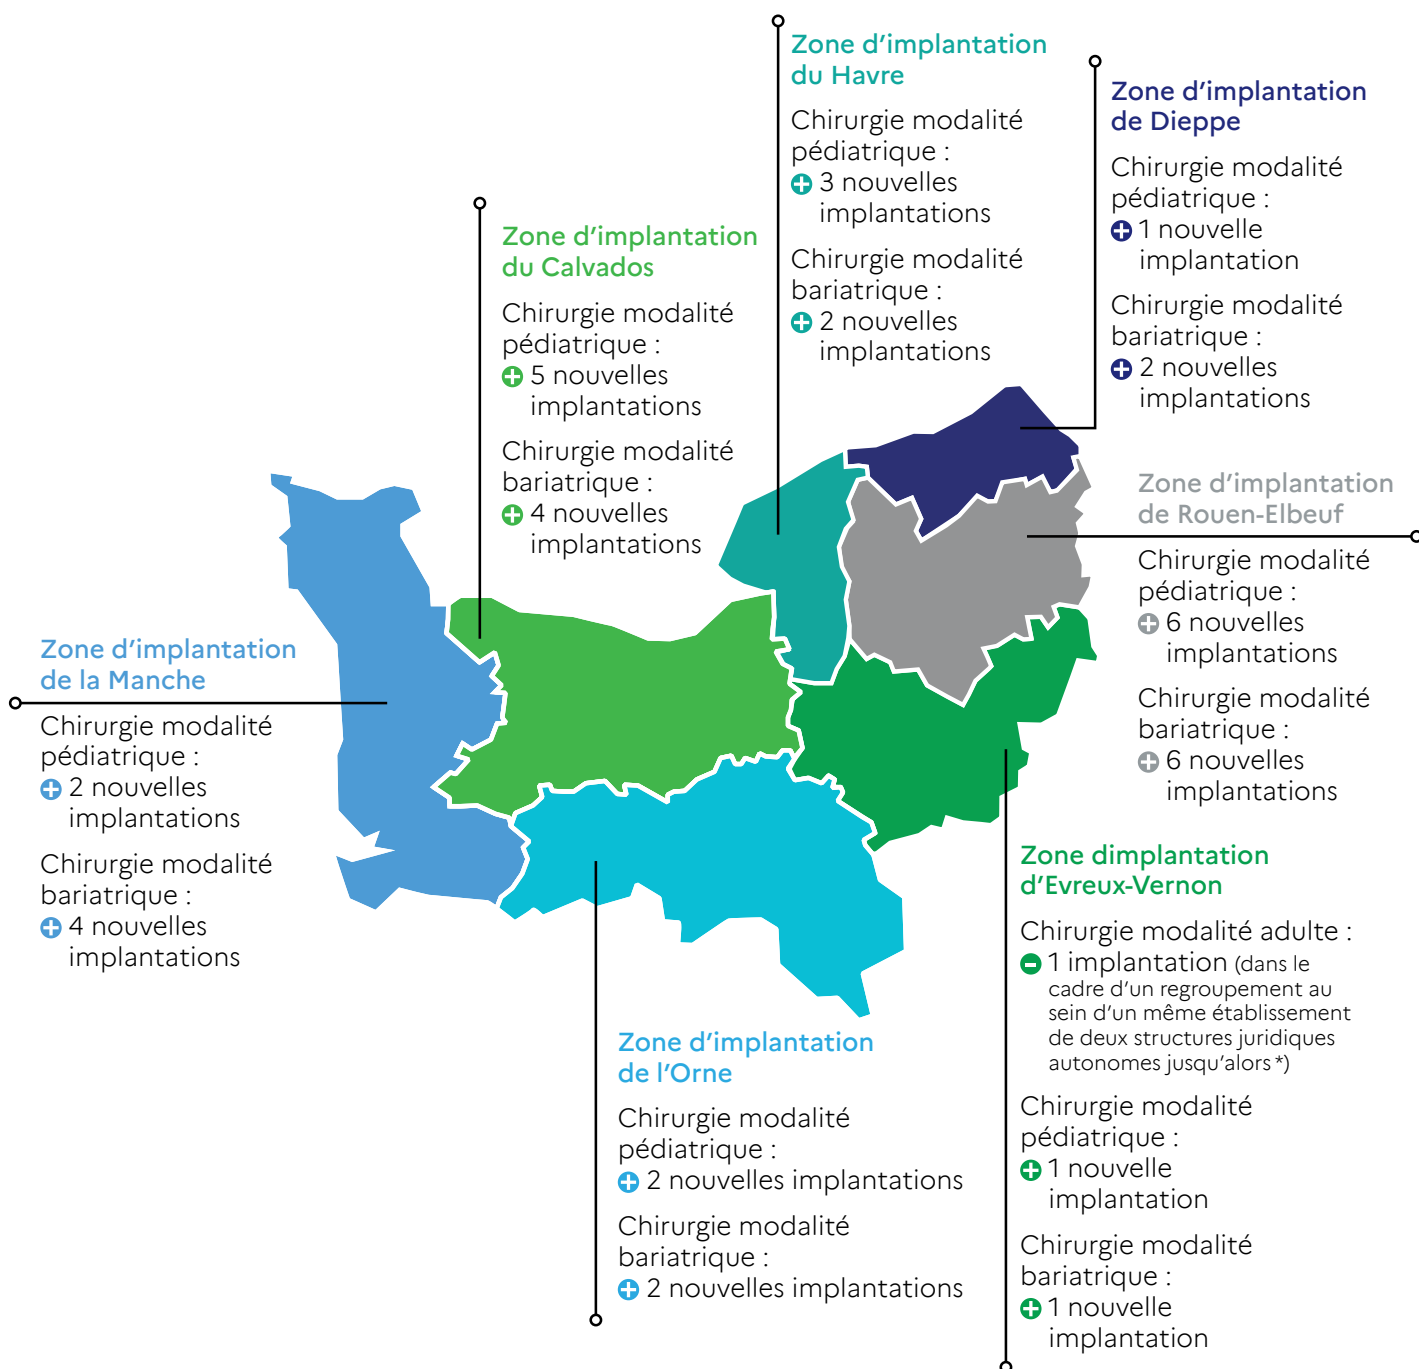 Zone d'implantation
du Havre
Chirurgie modalité
pédiatrique :
+ 3 nouvelles
implantations
Chirurgie modalité
bariatrique :
+ 2 nouvelles
implantations
Zone d'implantation
de Dieppe
Chirurgie modalité
pédiatrique :
+ 1 nouvelle
implantation
Chirurgie modalité
bariatrique :
+ 2 nouvelles
implantations
Zone d'implantation
du Calvados
Chirurgie modalité
pédiatrique :
+ 5 nouvelles
implantations
Chirurgie modalité
bariatrique :
+ 4 nouvelles
implantations
Zone d'implantation
de Rouen-Elbeuf
Chirurgie modalité
pédiatrique :
+ 6 nouvelles
implantations
Chirurgie modalité
bariatrique :
+ 6 nouvelles
implantations
Zone d'implantation
de la Manche
Chirurgie modalité
pédiatrique :
+ 2 nouvelles
implantations
Chirurgie modalité
bariatrique :
+ 4 nouvelles
implantations
Zone dimplantation
d'Evreux-Vernon
Chirurgie modalité adulte :
- 1 implantation (dans le
cadre d'un regroupement au
sein d'un même établissement
de deux structures juridiques
autonomes jusqu'alors *)
Chirurgie modalité
pédiatrique :
+ 1 nouvelle
implantation
Chirurgie modalité
bariatrique :
+ 1 nouvelle
implantation
Zone d'implantation
de l'Orne
Chirurgie modalité
pédiatrique :
+ 2 nouvelles implantations
Chirurgie modalité
bariatrique :
+ 2 nouvelles implantations